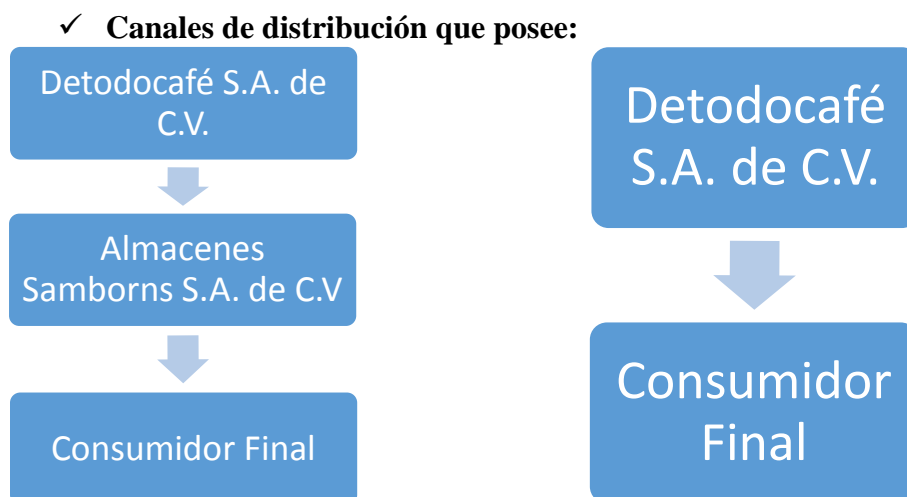 ✓ Canales de distribución que posee:
Detodocafé S.A. de
C.V.
Almacenes
Samborns S.A. de C.V
Consumidor Final
Detodocafé
S.A. de C.V.
Consumidor
Final